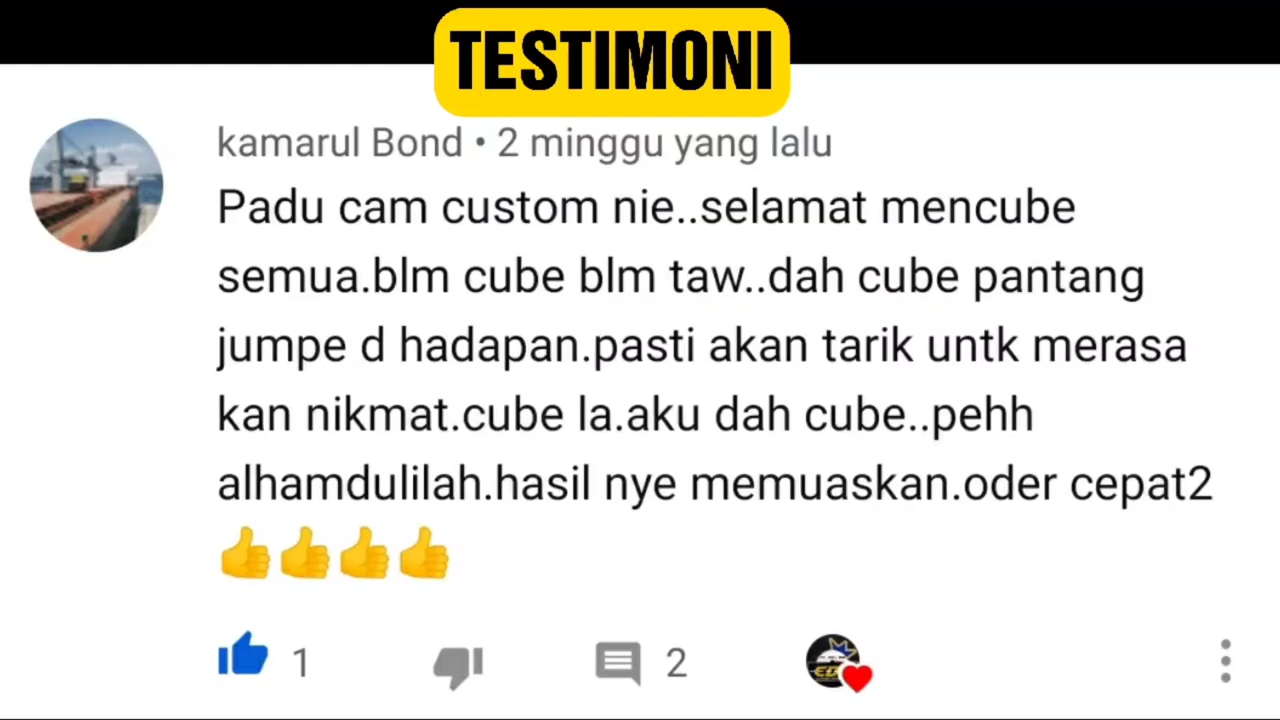 TESTIMONI
kamarul Bond • 2 minggu yang lalu
Padu cam custom nie..selamat mencube
semua.blm cube blm taw..dah cube pantang
jumpe d hadapan.pasti akan tarik untk merasa
kan nikmat.cube la.aku dah cube..pehh
alhamdulilah.hasil nye memuaskan.oder cepat2
👍👍👍👍
1
2